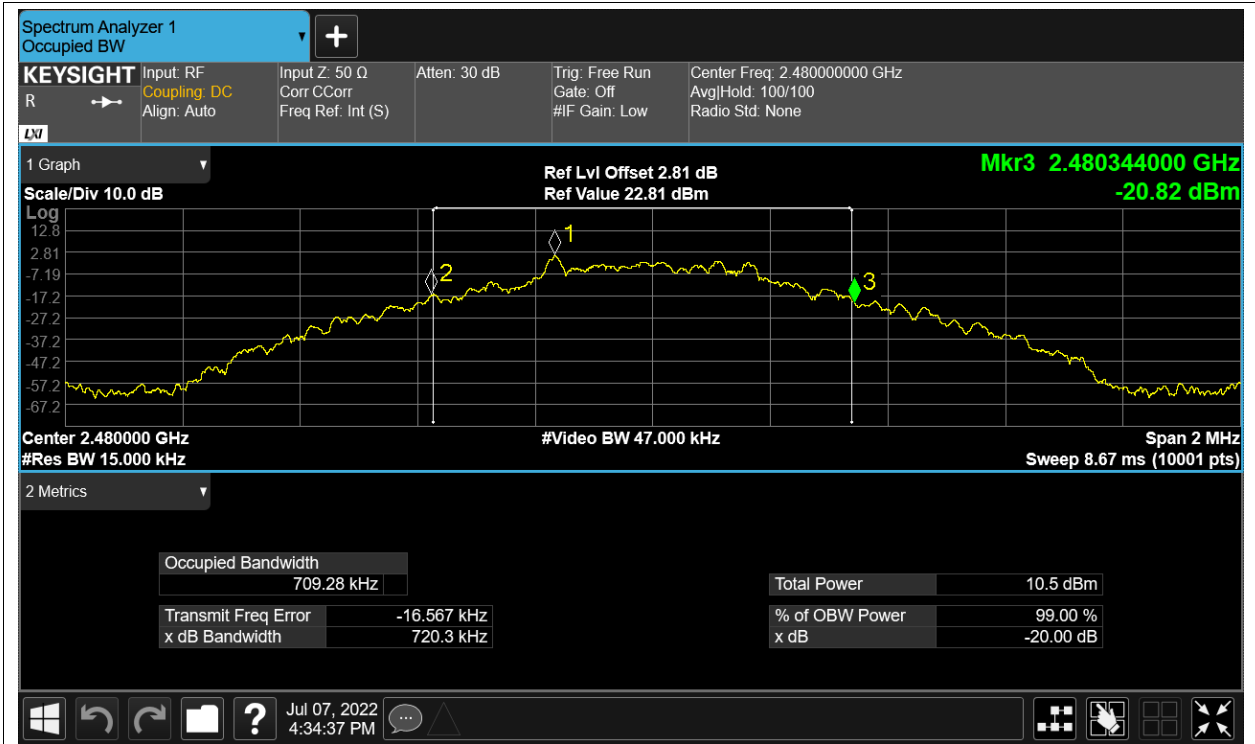 Spectrum Analyzer 1
Occupied BW
+
KEYSIGHT
R
LXI
Input: RF
Coupling: DC
Align: Auto
Input Z: 50 Ω
Corr CCorr
Freq Ref: Int (S)
Atten: 30 dB
Trig: Free Run
Gate: Off
#IF Gain: Low
Center Freq: 2.480000000 GHz
Avg|Hold: 100/100
Radio Std: None
1 Graph
Scale/Div 10.0 dB
Ref Lvl Offset 2.81 dB
Ref Value 22.81 dBm
Mkr3 2.480344000 GHz
-20.82 dBm
Log
12.8
2.81
-7.19
-17.2
-27.2
-37.2
-47.2
-57.2
-67.2
1
2
3
Center 2.480000 GHz
#Video BW 47.000 kHz
Span 2 MHz
#Res BW 15.000 kHz
Sweep 8.67 ms (10001 pts)
2 Metrics
Occupied Bandwidth
709.28 kHz
Total Power 10.5 dBm
Transmit Freq Error -16.567 kHz
% of OBW Power 99.00 %
x dB Bandwidth 720.3 kHz
x dB -20.00 dB
?
Jul 07, 2022
4:34:37 PM